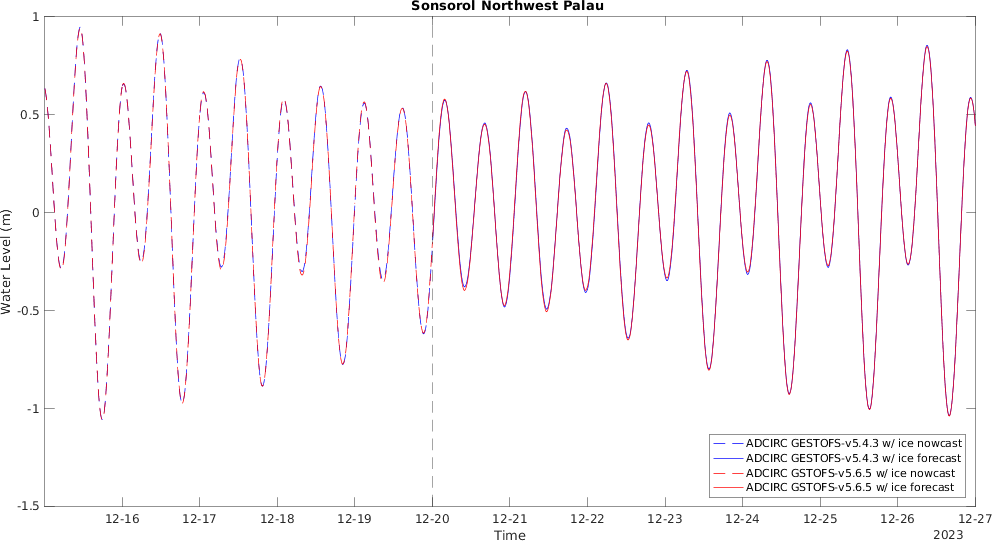 Sonsorol Northwest Palau
1
0.5
0
-0.5
-1
-1.5
Water Level (m)
ADCIRC GESTOFS-v5.4.3 w/ ice nowcast
ADCIRC GESTOFS-v5.4.3 w/ ice forecast
ADCIRC GSTOFS-v5.6.5 w/ ice nowcast
ADCIRC GSTOFS-v5.6.5 w/ ice forecast
12-16 12-17 12-18 12-19 12-20 12-21 12-22 12-23 12-24 12-25 12-26 12-27
Time
2023